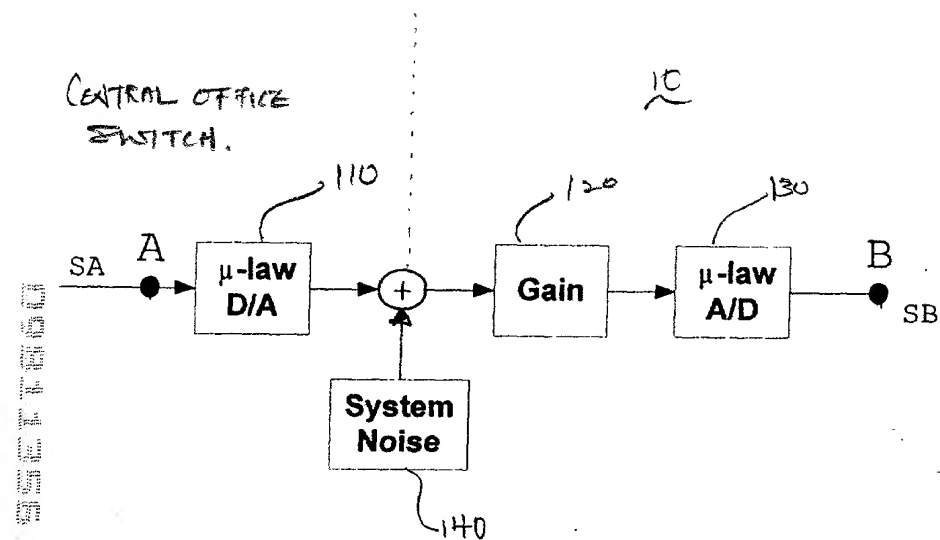 CENTRAL OFFICE
SWITCH.
10
110
120
130
SA
A
μ-law
D/A
+
Gain
μ-law
A/D
B
SB
System
Noise
140